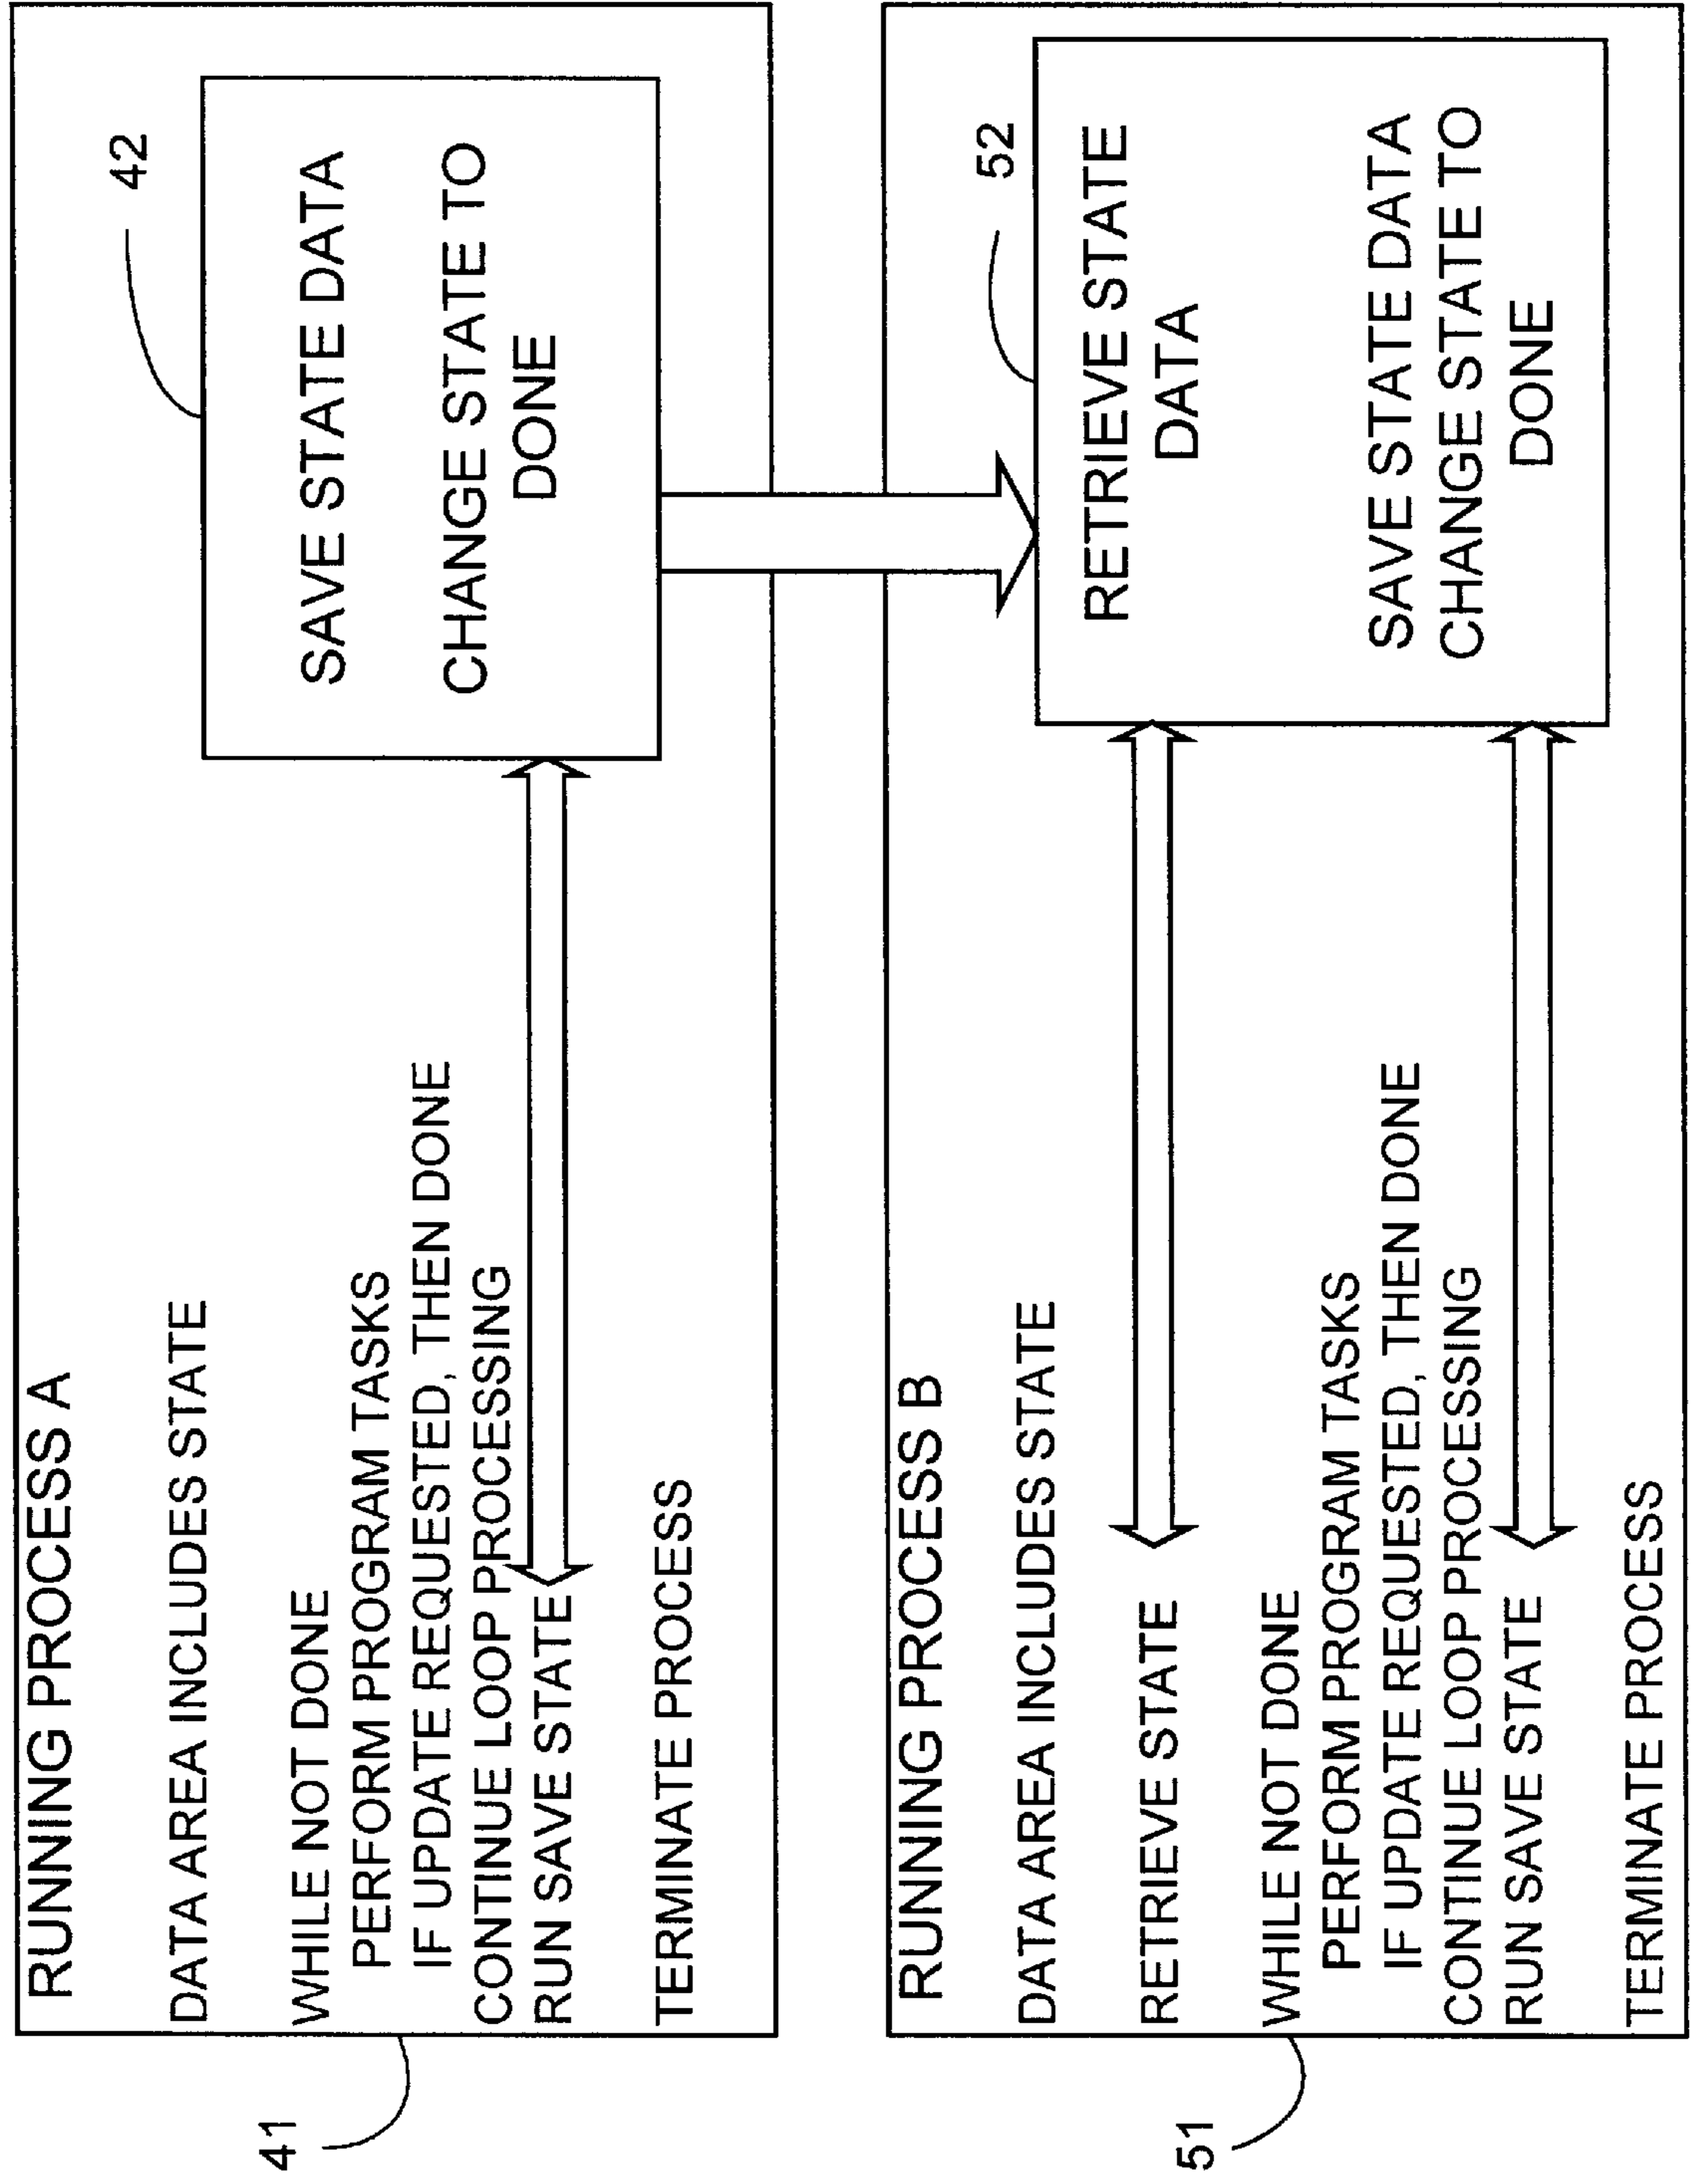 RUNNING PROCESS A
DATA AREA INCLUDES STATE
WHILE NOT DONE
PERFORM PROGRAM TASKS
IF UPDATE REQUESTED, THEN DONE
CONTINUE LOOP PROCESSING
RUN SAVE STATE
TERMINATE PROCESS
41
42
SAVE STATE DATA
CHANGE STATE TO
DONE
RUNNING PROCESS B
DATA AREA INCLUDES STATE
RETRIEVE STATE
WHILE NOT DONE
PERFORM PROGRAM TASKS
IF UPDATE REQUESTED, THEN DONE
CONTINUE LOOP PROCESSING
RUN SAVE STATE
TERMINATE PROCESS
51
52
RETRIEVE STATE
DATA
SAVE STATE DATA
CHANGE STATE TO
DONE